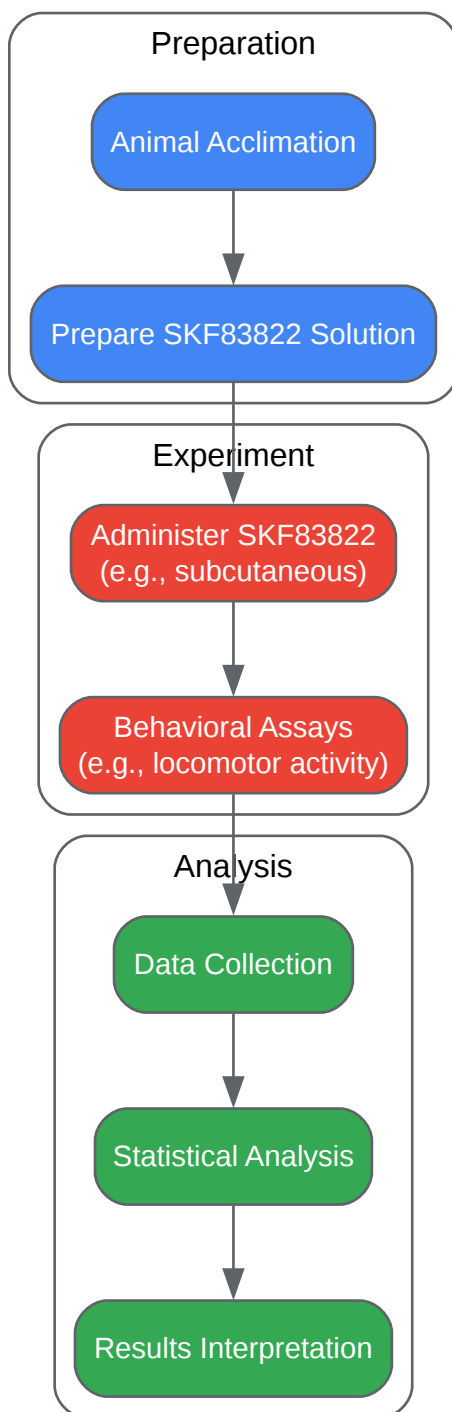 Preparation
Animal Acclimation
Prepare SKF83822 Solution
Experiment
Administer SKF83822
(e.g., subcutaneous)
Behavioral Assays
(e.g., locomotor activity)
Analysis
Data Collection
Statistical Analysis
Results Interpretation